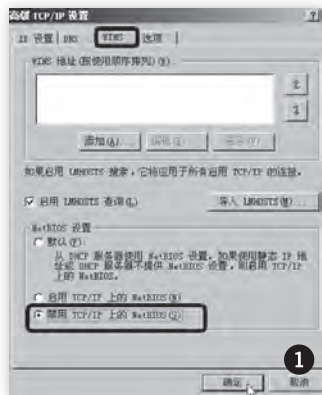 高级 TCP/IP 设置
IP 设置 DNS WINS 选项
WINS 地址(按使用顺序排列)(W):
添加(A)...
如果启用 LMHOSTS 搜索,它将应用于所有启用 TCP/IP 的连接。
启用 LMHOSTS 查询(L) 导入 LMHOSTS(M)...
NetBIOS 设置
默认(F):
从 DHCP 服务器使用 NetBIOS 设置。如果使用静态 IP 地
址或 DHCP 服务器不提供 NetBIOS 设置,则启用 TCP/IP
上的 NetBIOS。
启用 TCP/IP 上的 NetBIOS(N)
禁用 TCP/IP 上的 NetBIOS(S)
1
确定 取消